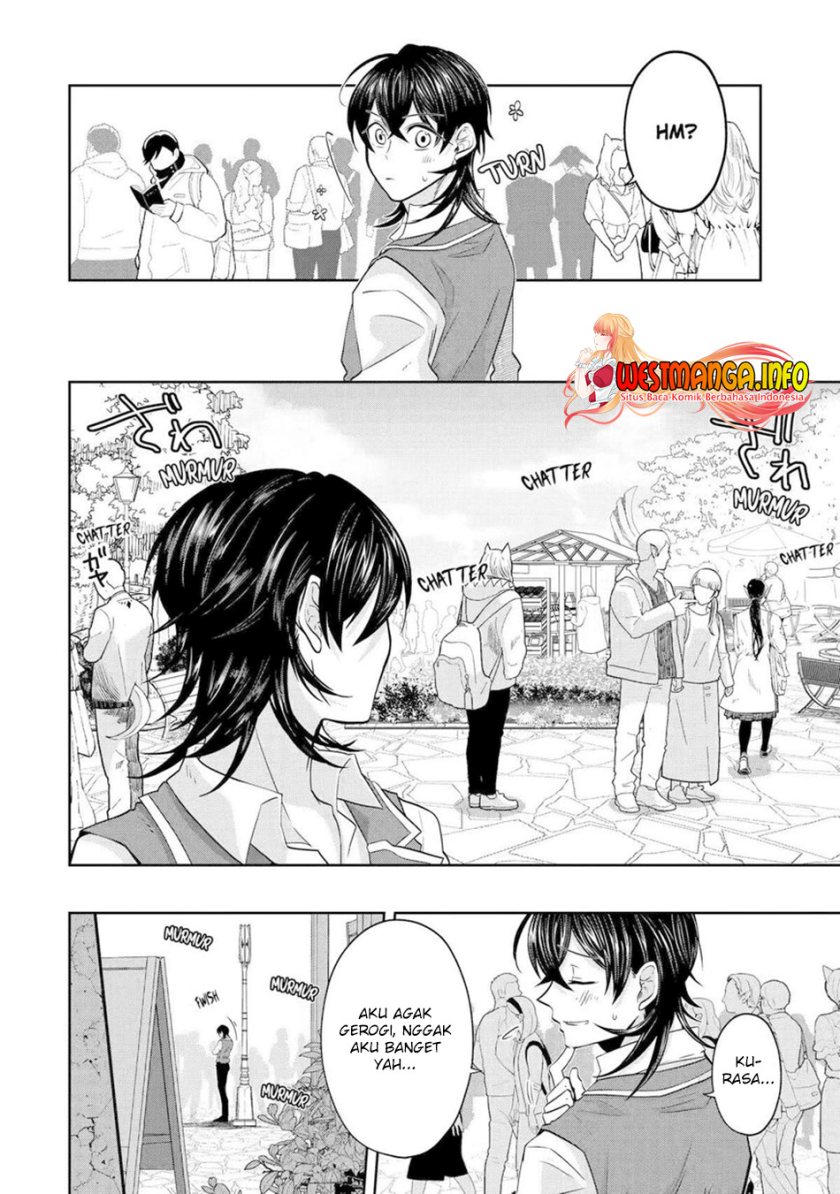 HM?
TURN
WESTMANGA.INFO
Situs Baca Komik Berbahasa Indonesia
ざわ
MURMUR
CHATTER
ざわ
MURMUR
CHATTER
ガヤ
CHATTER
CHATTER
KU-
RASA...
AKU AGAK
GEROGI, NGGAK
AKU BANGET
YAH...
MURMUR
MURMUR
FWISH
MURMUR